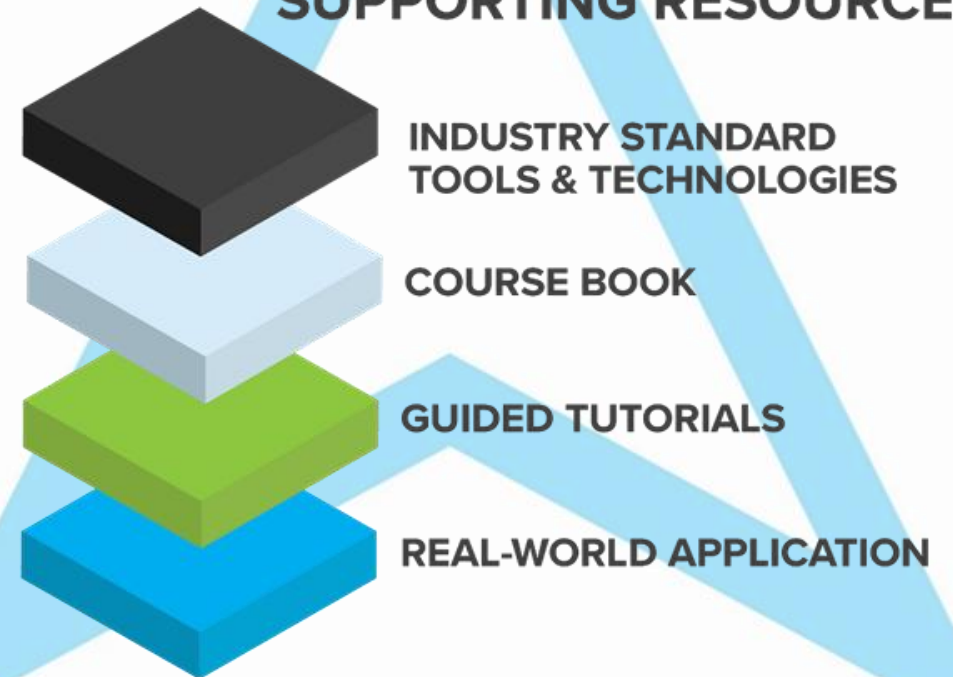 SUPPORTING RESOURCE
INDUSTRY STANDARD
TOOLS & TECHNOLOGIES
COURSE BOOK
GUIDED TUTORIALS
REAL-WORLD APPLICATION